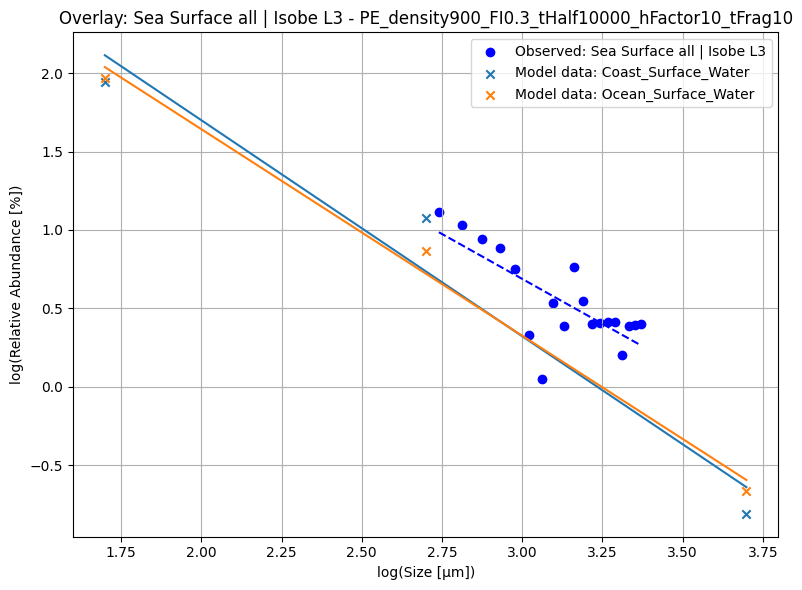 Overlay: Sea Surface all | Isobe L3 - PE_density900_FI0.3_tHalf10000_hFactor10_tFrag10
Observed: Sea Surface all | Isobe L3
Model data: Coast_Surface_Water
Model data: Ocean_Surface_Water
log(Relative Abundance [%])
2.0
1.5
1.0
0.5
0.0
−0.5
1.75
2.00
2.25
2.50
2.75
3.00
3.25
3.50
3.75
log(Size [μm])